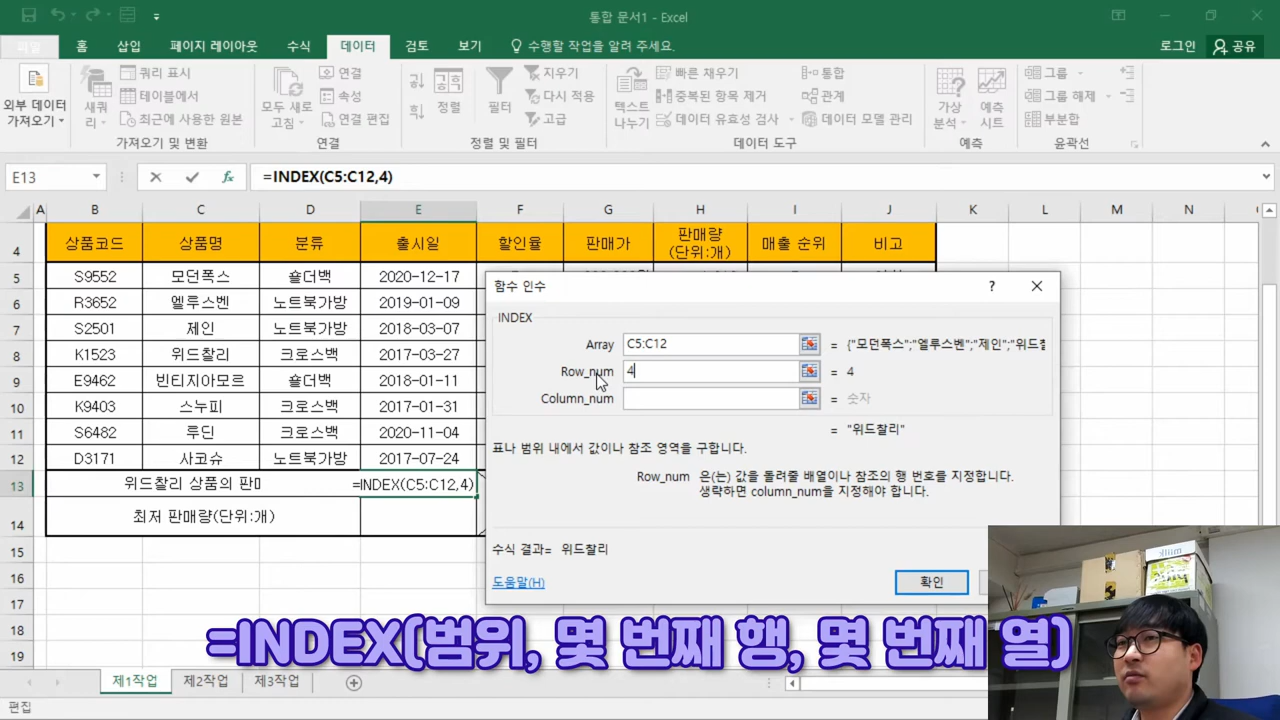 통합 문서1 - Excel
파일 홈 삽입 페이지 레이아웃 수식 데이터 검토 보기 수행할 작업을 알려 주세요. 로그인 공유
외부 데이터 가져오기
새 쿼리
쿼리 표시
테이블에서
최근에 사용한 원본
가져오기 및 변환
모두 새로 고침
연결
속성
연결 편집
연결
정렬
필터
지우기
다시 적용
고급
정렬 및 필터
텍스트 나누기
빠른 채우기
중복된 항목 제거
데이터 유효성 검사
통합
관계
데이터 모델 관리
데이터 도구
가상 분석
예측 시트
예측
그룹
그룹 해제
부분합
윤곽선
E13 fx =INDEX(C5:C12,4)
A B C D E F G H I J K L M N
4 상품코드 상품명 분류 출시일 할인율 판매가 판매량 (단위:개) 매출 순위 비고
5 S9552 모던폭스 숄더백 2020-12-17
6 R3652 엘루스벤 노트북가방 2019-01-09
7 S2501 제인 노트북가방 2018-03-07
8 K1523 위드찰리 크로스백 2017-03-27
9 E9462 빈티지아모르 숄더백 2018-01-11
10 K9403 스누피 크로스백 2017-01-31
11 S6482 루딘 크로스백 2020-11-04
12 D3171 사코슈 노트북가방 2017-07-24
13 위드찰리 상품의 판매 =INDEX(C5:C12,4)
14 최저 판매량(단위:개)
15
16
17
18
19
함수 인수 ?
INDEX
Array C5:C12 = {"모던폭스";"엘루스벤";"제인";"위드찰
Row_num 4 = 4
Column_num = 숫자
= "위드찰리"
표나 범위 내에서 값이나 참조 영역을 구합니다.
Row_num 은(는) 값을 돌려줄 배열이나 참조의 행 번호를 지정합니다.
생략하면 column_num을 지정해야 합니다.
수식 결과= 위드찰리
도움말(H) 확인
=INDEX(범위, 몇 번째 행, 몇 번째 열)
제1작업 제2작업 제3작업
편집